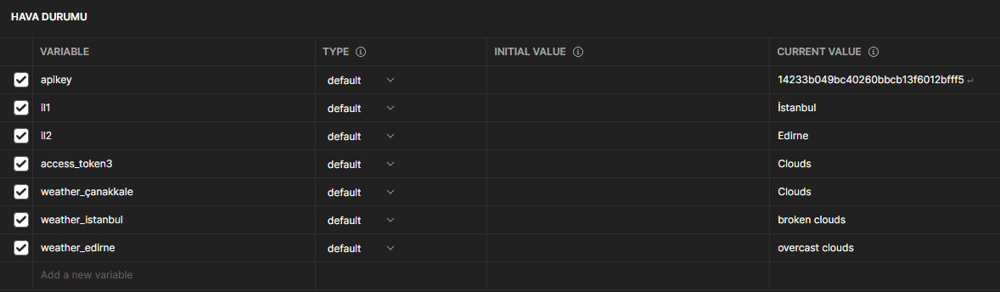 HAVA DURUMU
VARIABLE TYPE INITIAL VALUE CURRENT VALUE
apikey default 14233b049bc40260bbcb13f6012bfff5
il1 default İstanbul
il2 default Edirne
access_token3 default Clouds
weather_çanakkale default Clouds
weather_istanbul default broken clouds
weather_edirne default overcast clouds
Add a new variable